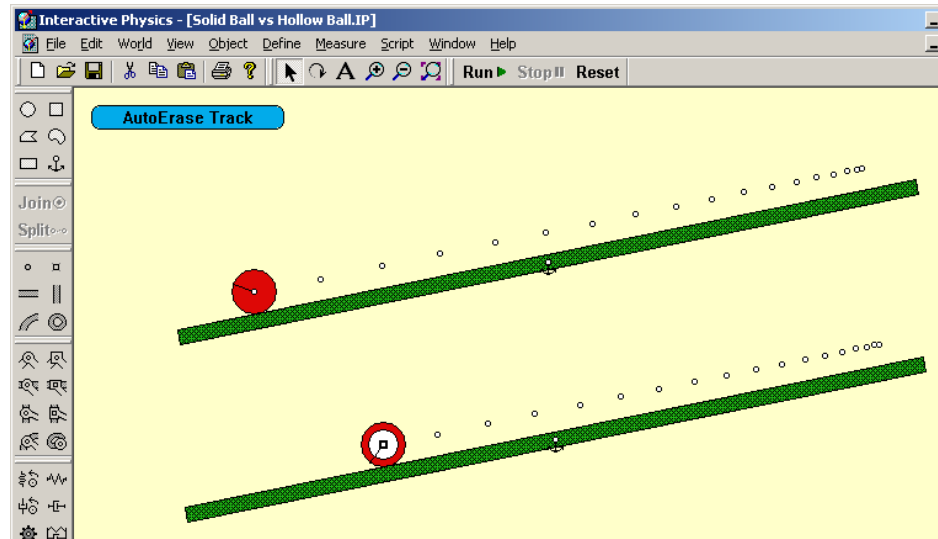 Interactive Physics - [Solid Ball vs Hollow Ball.IP]
File Edit World View Object Define Measure Script Window Help
A Run Stop Reset
AutoErase Track
Join
Split